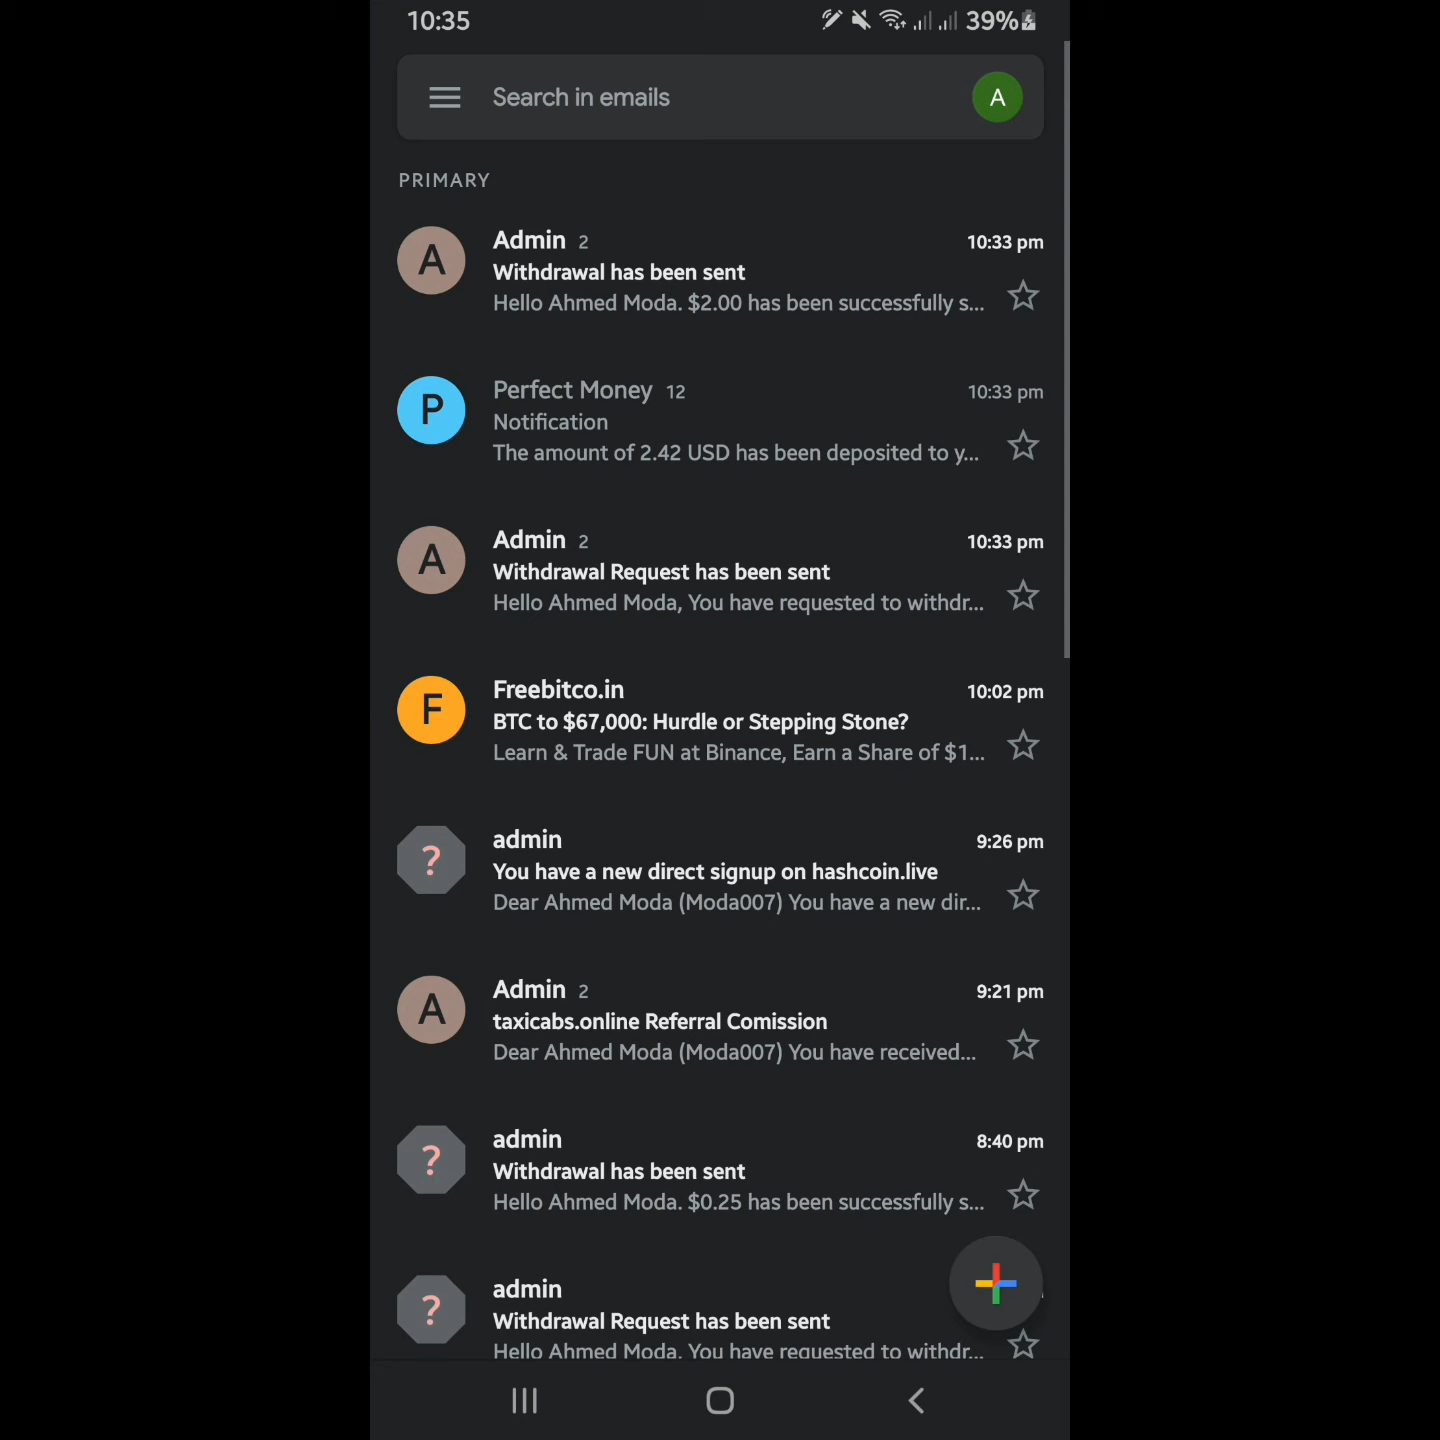 10:35
39%
Search in emails
A
PRIMARY
A
Admin 2
10:33 pm
Withdrawal has been sent
Hello Ahmed Moda. $2.00 has been successfully s...
P
Perfect Money 12
10:33 pm
Notification
The amount of 2.42 USD has been deposited to y...
A
Admin 2
10:33 pm
Withdrawal Request has been sent
Hello Ahmed Moda, You have requested to withdr...
F
Freebitco.in
10:02 pm
BTC to $67,000: Hurdle or Stepping Stone?
Learn & Trade FUN at Binance, Earn a Share of $1...
?
admin
9:26 pm
You have a new direct signup on hashcoin.live
Dear Ahmed Moda (Moda007) You have a new dir...
A
Admin 2
9:21 pm
taxicabs.online Referral Comission
Dear Ahmed Moda (Moda007) You have received...
?
admin
8:40 pm
Withdrawal has been sent
Hello Ahmed Moda. $0.25 has been successfully s...
?
admin
Withdrawal Request has been sent
Hello Ahmed Moda. You have requested to withdr...